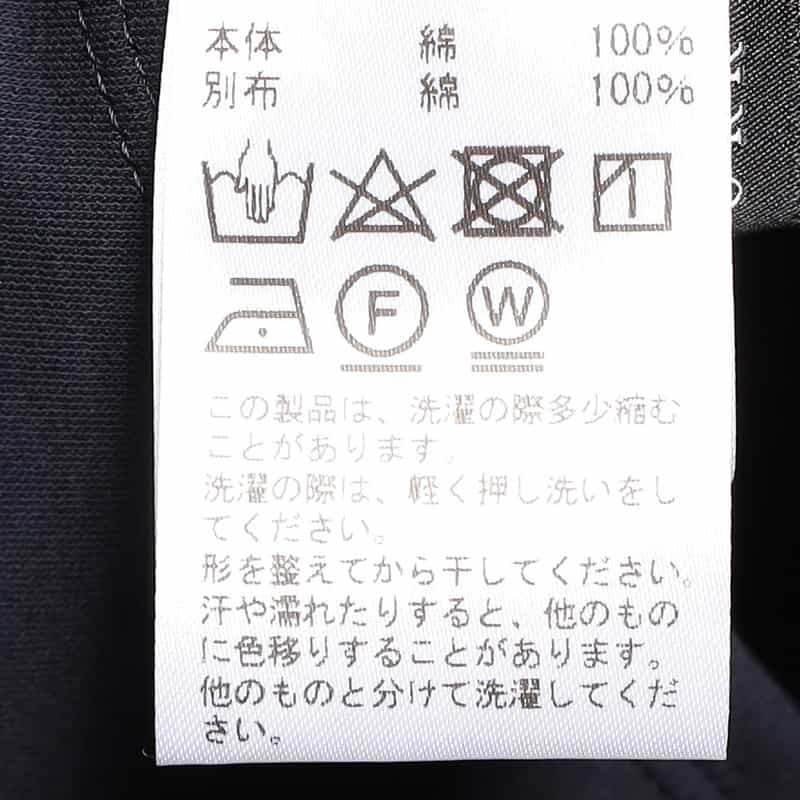 本体 綿 100%
別布 綿 100%
F W
この製品は、洗濯の際多少縮む
ことがあります。
洗濯の際は、軽く押し洗いをし
てください。
形を整えてから干してください。
汗や濡れたりすると、他のもの
に色移りすることがあります。
他のものと分けて洗濯してくだ
さい。